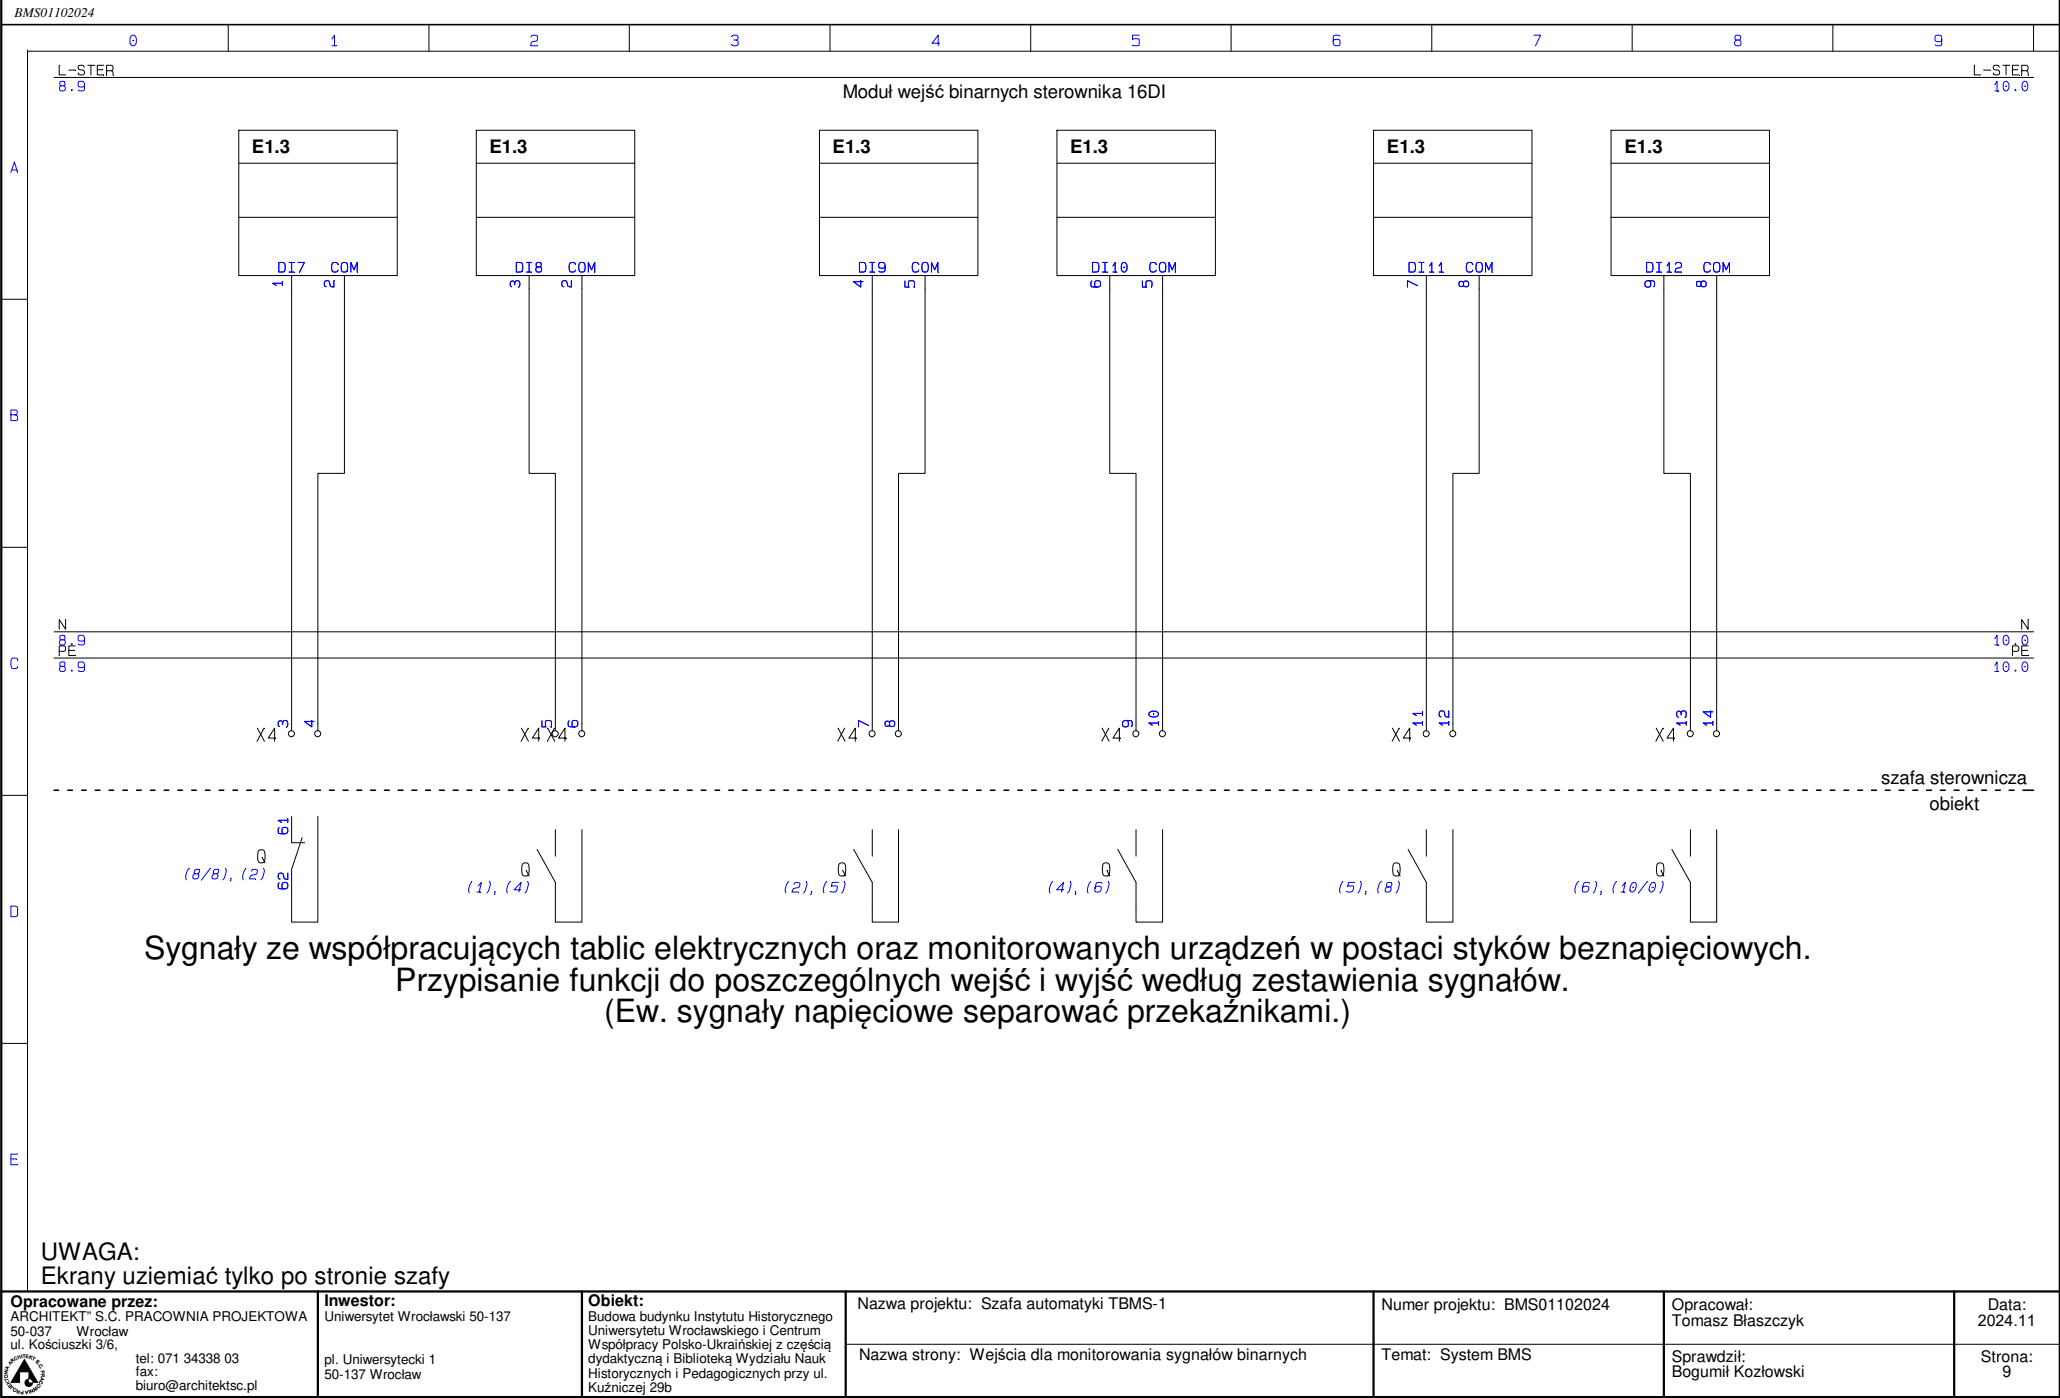 BMS01102024
0 1 2 3 4 5 6 7 8 9
L-STER L-STER
8.9 10.0
Moduł wejść binarnych sterownika 16DI
A
E1.3 E1.3 E1.3 E1.3 E1.3 E1.3
DI7 COM DI8 COM DI9 COM DI10 COM DI11 COM DI12 COM
1 2 3 2 4 5 6 5 7 8 9 8
B
N N
8.9 10.0
PE PE
8.9 10.0
C
X4 3 4 X4 5 X4 6 X4 7 8 X4 9 10 X4 11 12 X4 13 14
szafa sterownicza
obiekt
61
62
Q Q Q Q Q Q
(8/8), (2) (1), (4) (2), (5) (4), (6) (5), (8) (6), (10/0)
D
Sygnały ze współpracujących tablic elektrycznych oraz monitorowanych urządzeń w postaci styków beznapięciowych.
Przypisanie funkcji do poszczególnych wejść i wyjść według zestawienia sygnałów.
(Ew. sygnały napięciowe separować przekaźnikami.)
E
UWAGA:
Ekrany uziemiać tylko po stronie szafy
Opracowane przez:
ARCHITEKT" S.C. PRACOWNIA PROJEKTOWA
50-037 Wrocław
ul. Kościuszki 3/6,
tel: 071 34338 03
fax:
biuro@architektsc.pl
Inwestor:
Uniwersytet Wrocławski 50-137
pl. Uniwersytecki 1
50-137 Wrocław
Obiekt:
Budowa budynku Instytutu Historycznego
Uniwersytetu Wrocławskiego i Centrum
Współpracy Polsko-Ukraińskiej z częścią
dydaktyczną i Biblioteką Wydziału Nauk
Historycznych i Pedagogicznych przy ul.
Kuźniczej 29b
Nazwa projektu: Szafa automatyki TBMS-1
Nazwa strony: Wejścia dla monitorowania sygnałów binarnych
Numer projektu: BMS01102024
Temat: System BMS
Opracował:
Tomasz Błaszczyk
Sprawdził:
Bogumił Kozłowski
Data:
2024.11
Strona:
9